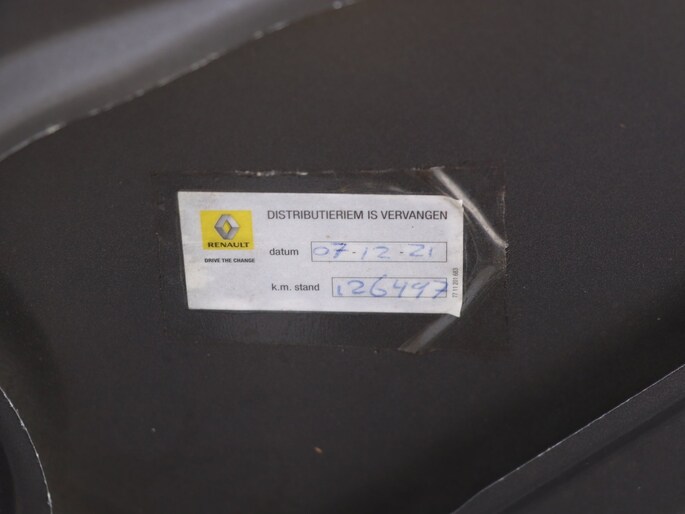 DISTRIBUTIERIEM IS VERVANGEN
RENAULT
DRIVE THE CHANGE
datum 07-12-21
k.m. stand 126497